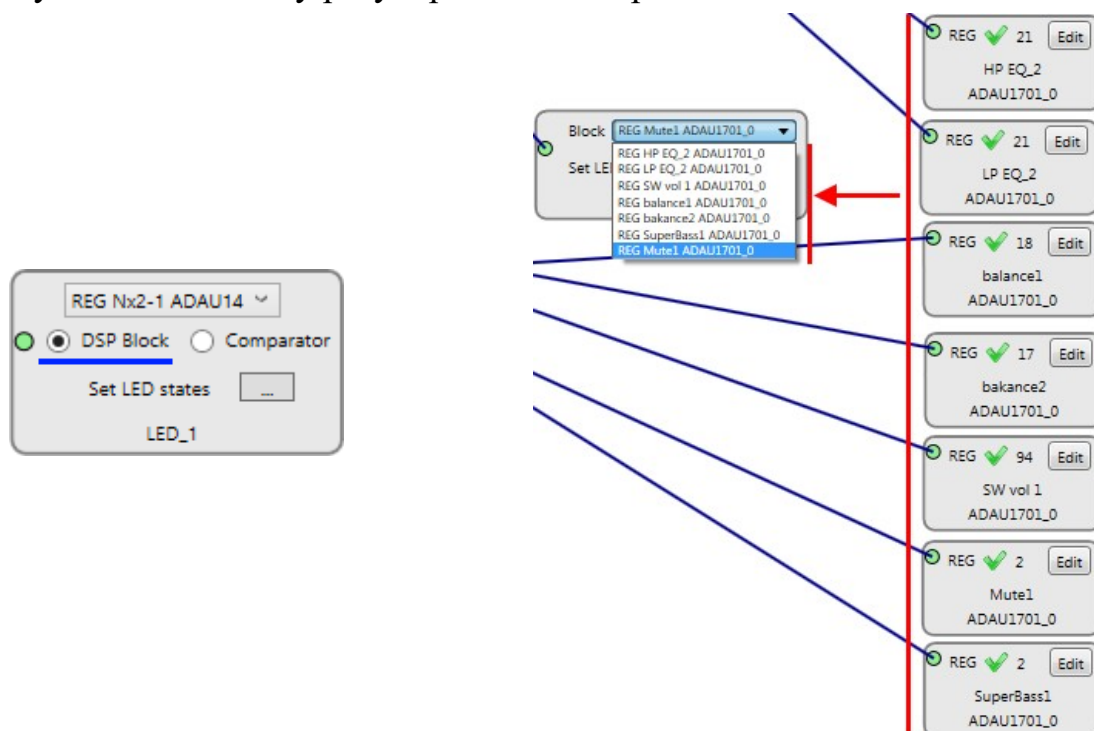 REG Nx2-1 ADAU14
DSP Block Comparator
Set LED states ...
LED_1
Block REG Mute1 ADAU1701_0
Set LE
REG HP EQ_2 ADAU1701_0
REG LP EQ_2 ADAU1701_0
REG SW vol 1 ADAU1701_0
REG balance1 ADAU1701_0
REG bakance2 ADAU1701_0
REG SuperBass1 ADAU1701_0
REG Mute1 ADAU1701_0
REG 21 Edit
HP EQ_2
ADAU1701_0
REG 21 Edit
LP EQ_2
ADAU1701_0
REG 18 Edit
balance1
ADAU1701_0
REG 17 Edit
bakance2
ADAU1701_0
REG 94 Edit
SW vol 1
ADAU1701_0
REG 2 Edit
Mute1
ADAU1701_0
REG 2 Edit
SuperBass1
ADAU1701_0